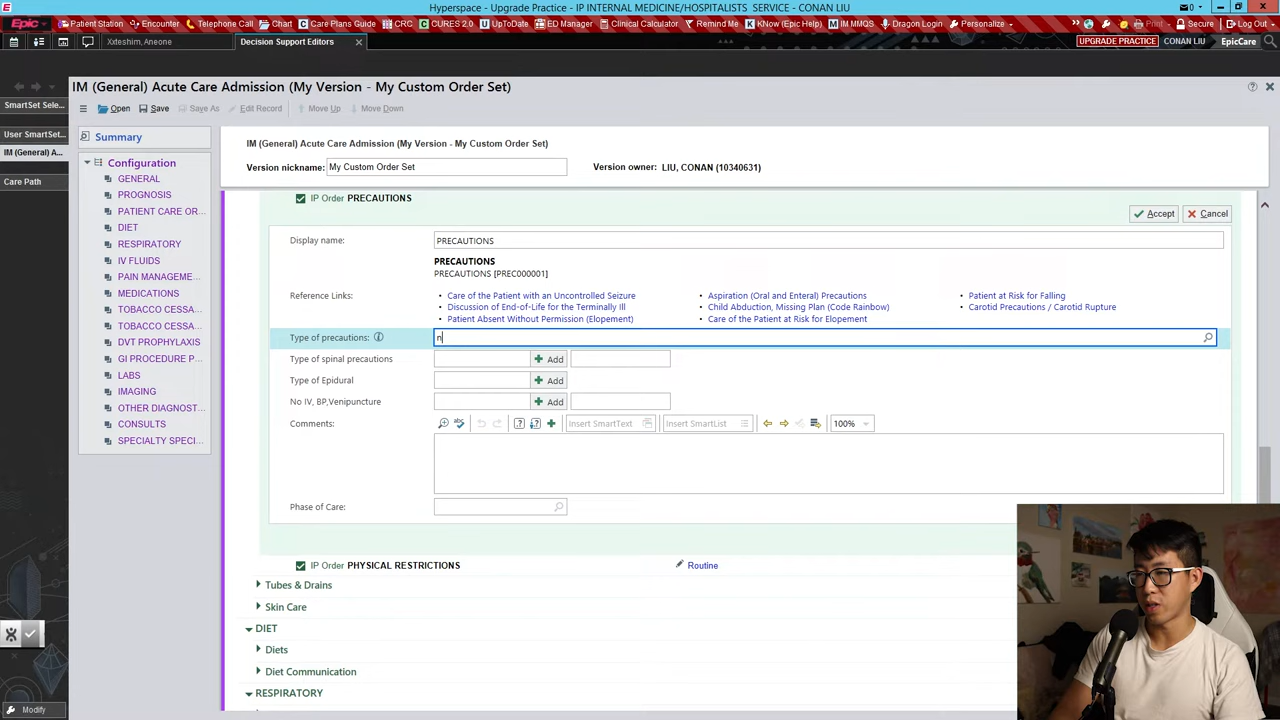 Hyperspace - Upgrade Practice - IP INTERNAL MEDICINE/HOSPITALISTS SERVICE - CONAN LIU
0
Epic Patient Station Encounter Telephone Call Chart Care Plans Guide CRC CURES 2.0 UpToDate ED Manager Clinical Calculator Remind Me KNow (Epic Help) IM MMQS Dragon Login Personalize Print Secure Log Out
Xxteshim, Aneone Decision Support Editors UPGRADE PRACTICE CONAN LIU EpicCare
IM (General) Acute Care Admission (My Version - My Custom Order Set)
SmartSet Sele...
Open Save Save As Edit Record Move Up Move Down
User SmartSet...
IM (General) A...
Care Path
Modify
Summary
Configuration
GENERAL
PROGNOSIS
PATIENT CARE OR...
DIET
RESPIRATORY
IV FLUIDS
PAIN MANAGEME...
MEDICATIONS
TOBACCO CESSA...
TOBACCO CESSA...
DVT PROPHYLAXIS
GI PROCEDURE P...
LABS
IMAGING
OTHER DIAGNOST...
CONSULTS
SPECIALTY SPECI...
IM (General) Acute Care Admission (My Version - My Custom Order Set)
Version nickname: My Custom Order Set Version owner: LIU, CONAN (10340631)
IP Order PRECAUTIONS
Accept Cancel
Display name: PRECAUTIONS
PRECAUTIONS
PRECAUTIONS [PREC000001]
Reference Links: • Care of the Patient with an Uncontrolled Seizure • Aspiration (Oral and Enteral) Precautions • Patient at Risk for Falling
• Discussion of End-of-Life for the Terminally Ill • Child Abduction, Missing Plan (Code Rainbow) • Carotid Precautions / Carotid Rupture
• Patient Absent Without Permission (Elopement) • Care of the Patient at Risk for Elopement
Type of precautions: n
Type of spinal precautions Add
Type of Epidural Add
No IV, BP,Venipuncture Add
Comments: Insert SmartText Insert SmartList 100%
Phase of Care:
IP Order PHYSICAL RESTRICTIONS Routine
Tubes & Drains
Skin Care
DIET
Diets
Diet Communication
RESPIRATORY